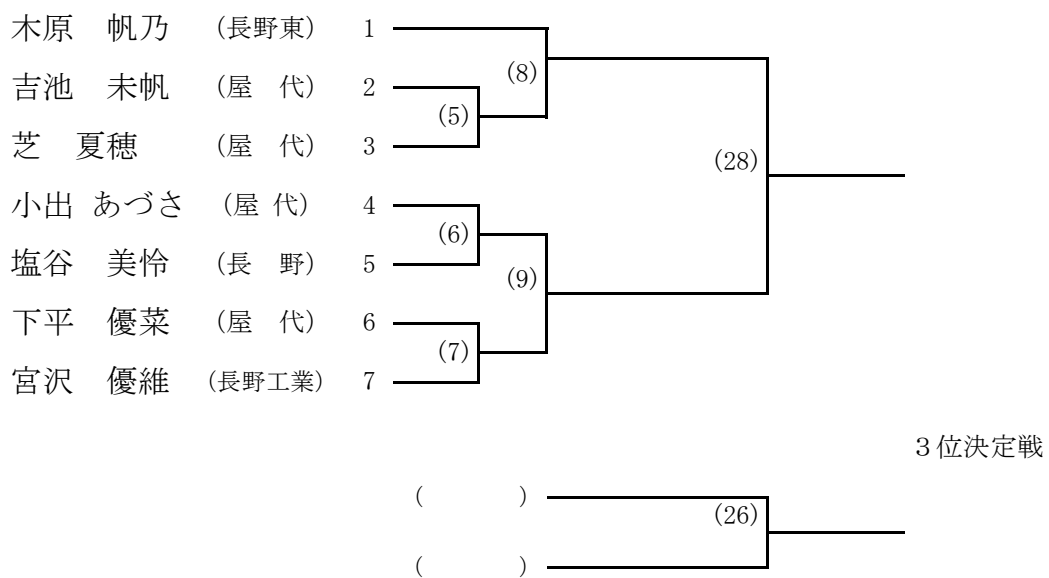 木原　帆乃　（長野東）　1
(8)
吉池　未帆　（屋　代）　2
(5)
芝　夏穂　（屋　代）　3
(28)
小出 あづさ　（屋 代）　4
(6)
塩谷　美怜　（長　野）　5
(9)
下平　優菜　（屋　代）　6
(7)
宮沢　優維　（長野工業）　7
３位決定戦
（　　　　）
(26)
（　　　　）